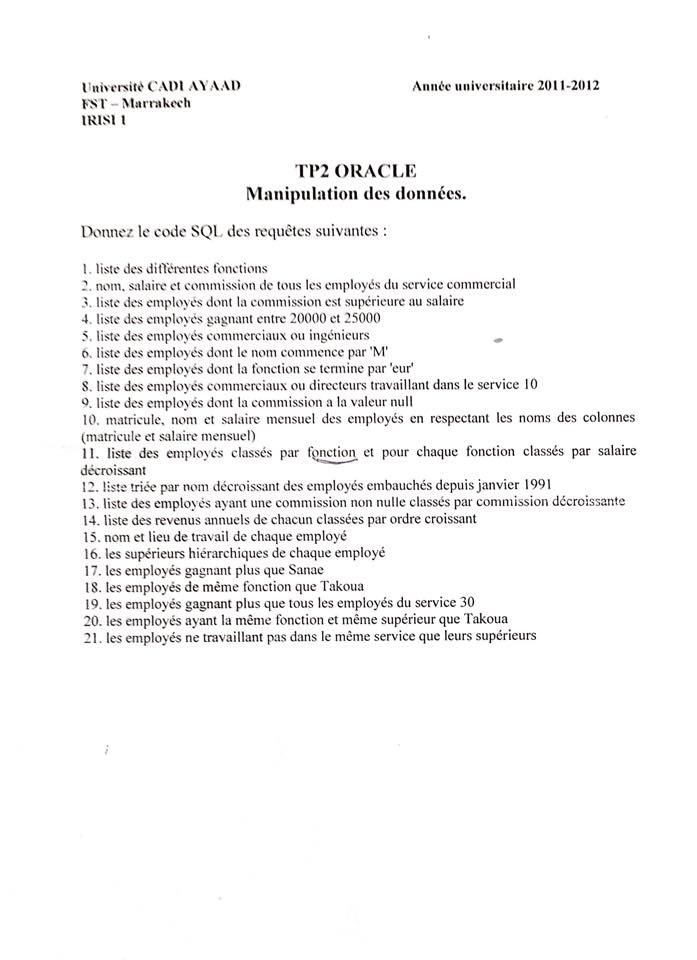 Université CADI AYAAD
Année universitaire 2011-2012
FST – Marrakech
IRISI 1
TP2 ORACLE
Manipulation des données.
Donnez le code SQL des requêtes suivantes :
1. liste des différentes fonctions
2. nom, salaire et commission de tous les employés du service commercial
3. liste des employés dont la commission est supérieure au salaire
4. liste des employés gagnant entre 20000 et 25000
5. liste des employés commerciaux ou ingénieurs
6. liste des employés dont le nom commence par 'M'
7. liste des employés dont la fonction se termine par 'eur'
8. liste des employés commerciaux ou directeurs travaillant dans le service 10
9. liste des employés dont la commission a la valeur null
10. matricule, nom et salaire mensuel des employés en respectant les noms des colonnes
(matricule et salaire mensuel)
11. liste des employés classés par fonction et pour chaque fonction classés par salaire
décroissant
12. liste triée par nom décroissant des employés embauchés depuis janvier 1991
13. liste des employés ayant une commission non nulle classés par commission décroissante
14. liste des revenus annuels de chacun classées par ordre croissant
15. nom et lieu de travail de chaque employé
16. les supérieurs hiérarchiques de chaque employé
17. les employés gagnant plus que Sanae
18. les employés de même fonction que Takoua
19. les employés gagnant plus que tous les employés du service 30
20. les employés ayant la même fonction et même supérieur que Takoua
21. les employés ne travaillant pas dans le même service que leurs supérieurs